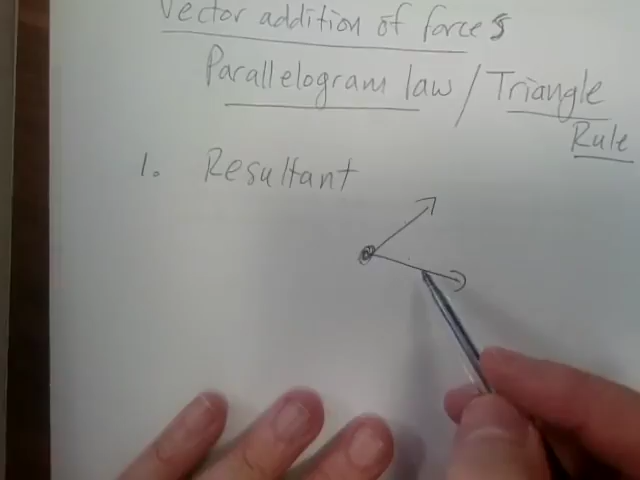 Vector addition of forces
Parallelogram law / Triangle
Rule
1. Resultant